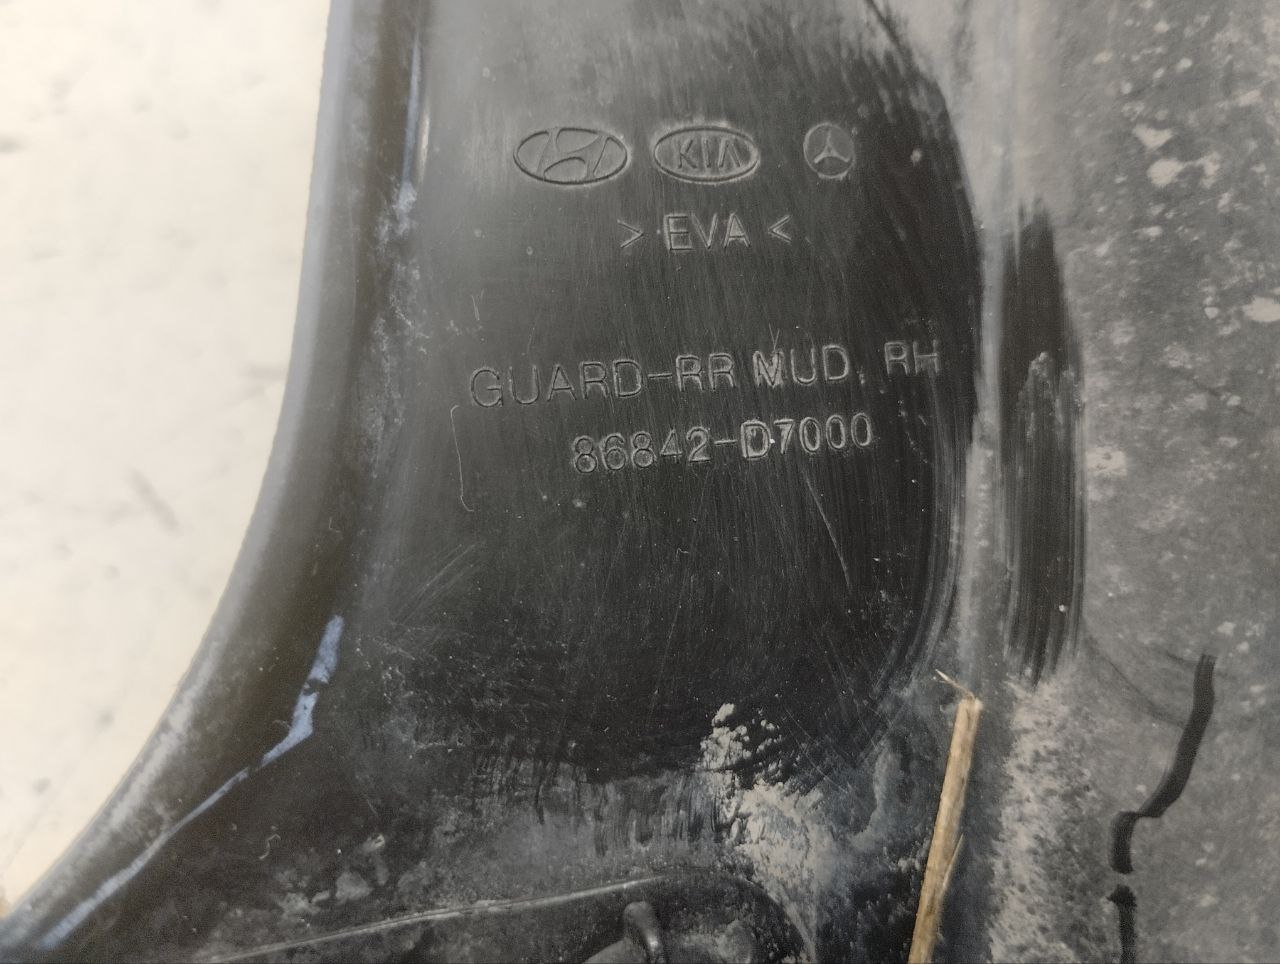 KIA
> EVA <
GUARD-RR MUD, RH
86842-D7000